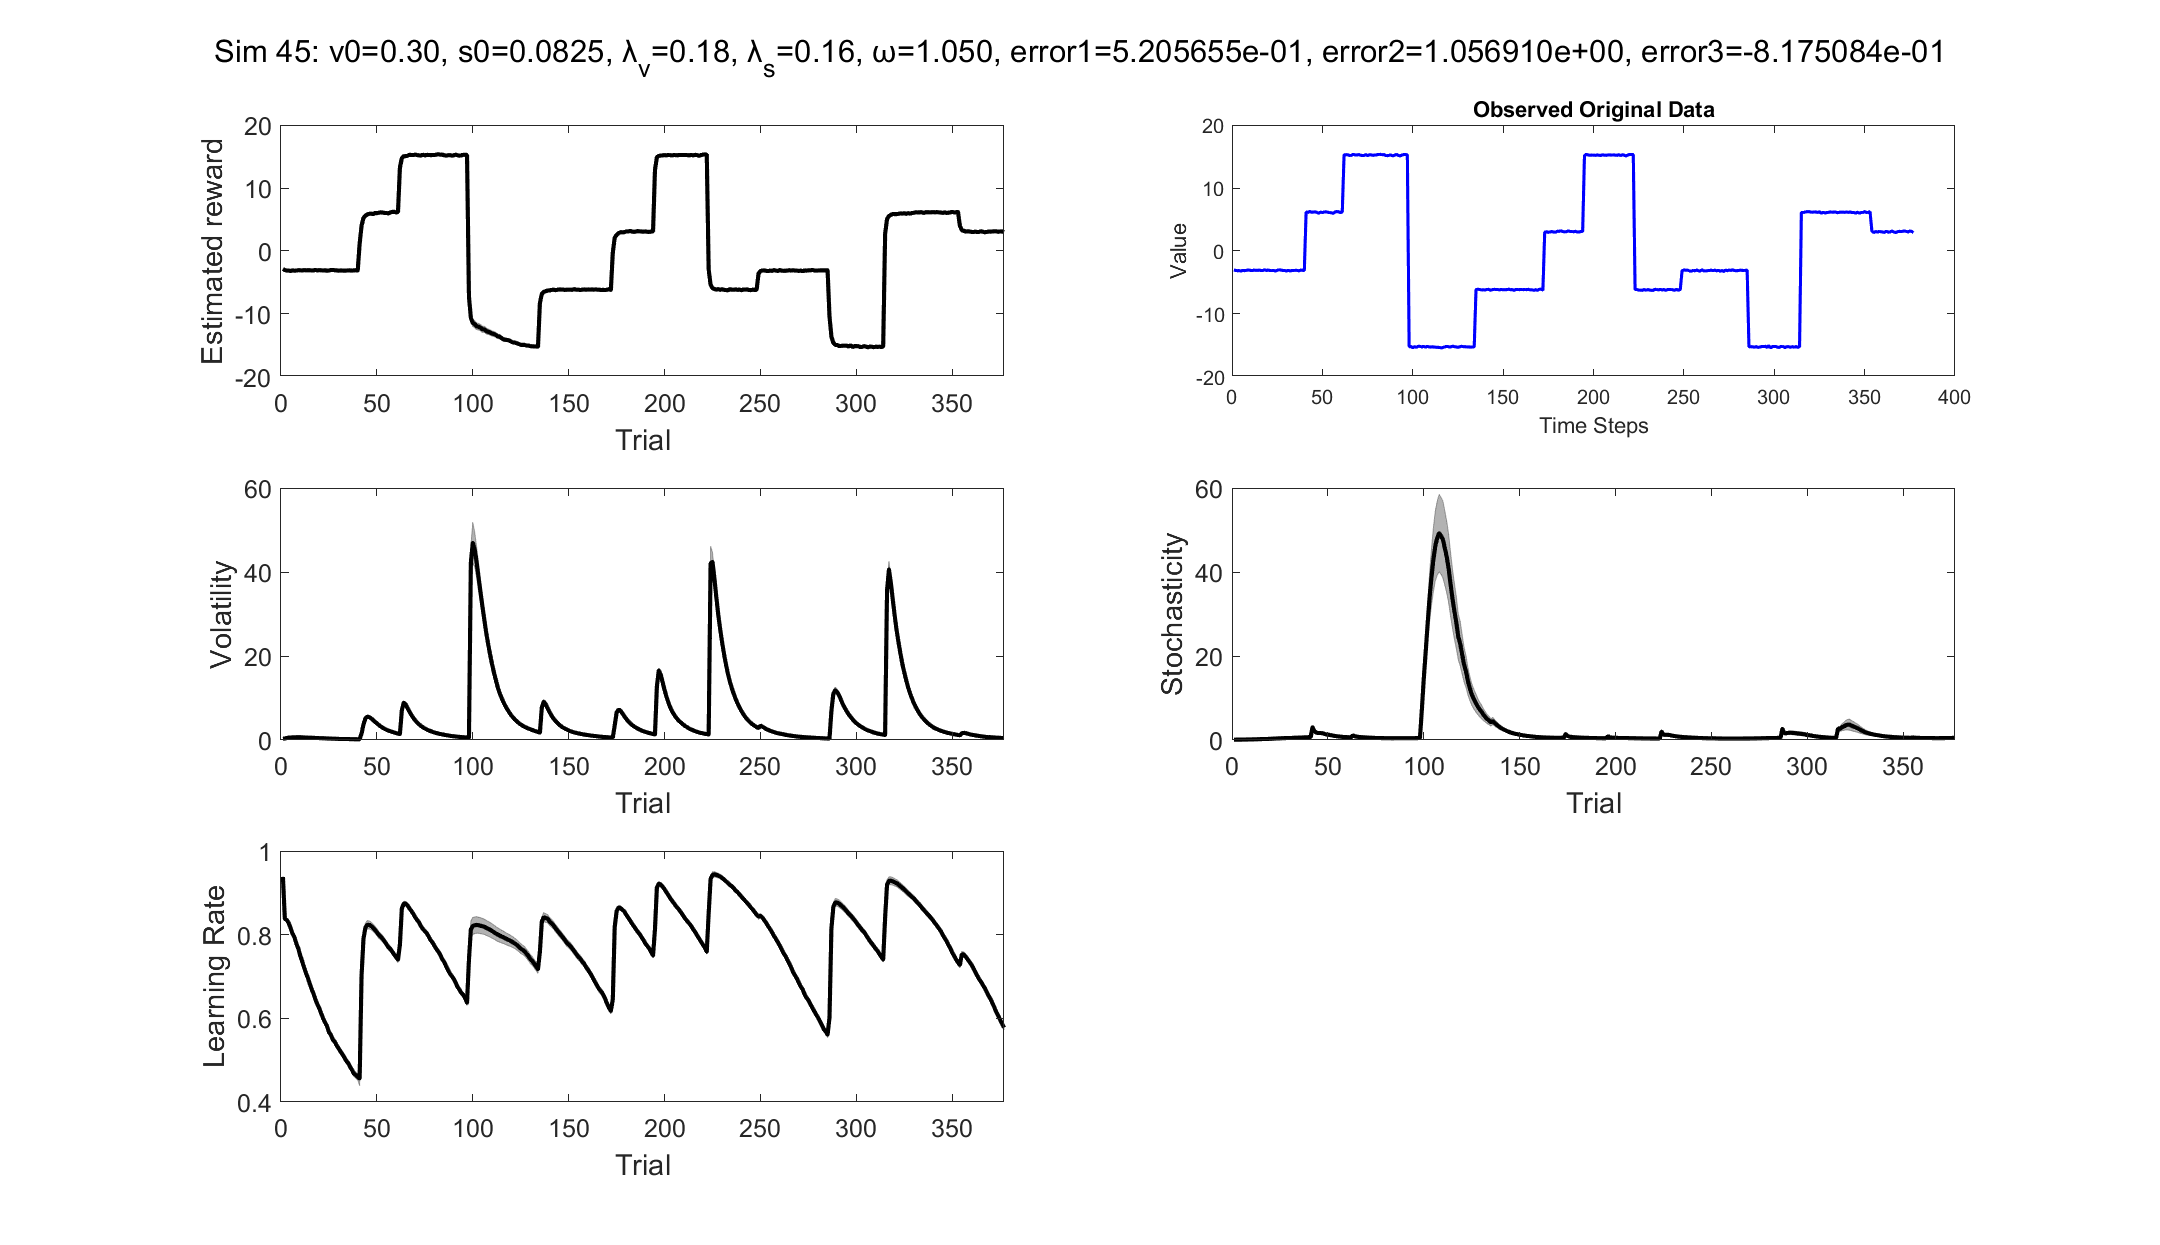 Sim 45: v0=0.30, s0=0.0825, λ_v=0.18, λ_s=0.16, ω=1.050, error1=5.205655e-01, error2=1.056910e+00, error3=-8.175084e-01
Estimated reward
20
10
0
-10
-20
0 50 100 150 200 250 300 350
Trial
Observed Original Data
Value
20
10
0
-10
-20
0 50 100 150 200 250 300 350 400
Time Steps
Volatility
60
40
20
0
0 50 100 150 200 250 300 350
Trial
Stochasticity
60
40
20
0
0 50 100 150 200 250 300 350
Trial
Learning Rate
1
0.8
0.6
0.4
0 50 100 150 200 250 300 350
Trial